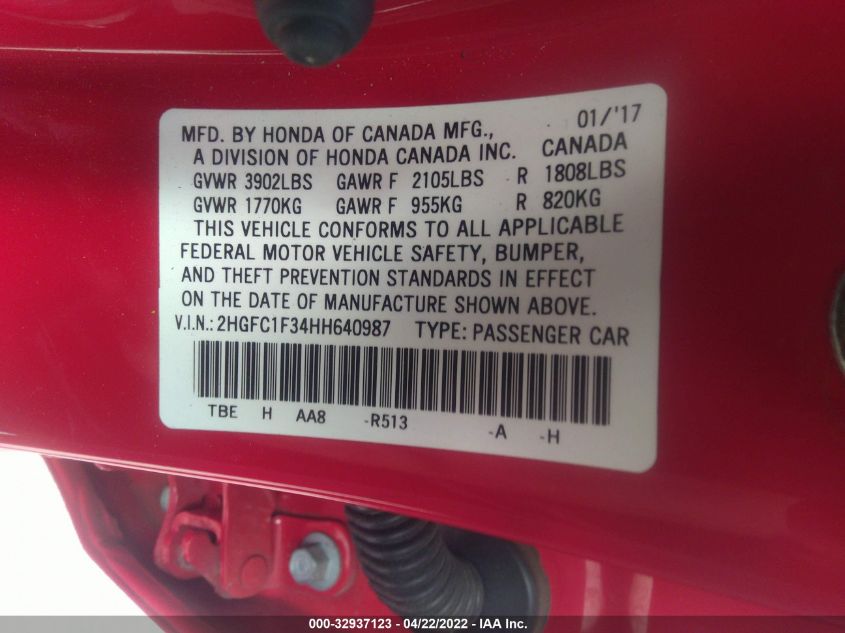 01/'17
MFD. BY HONDA OF CANADA MFG.,
A DIVISION OF HONDA CANADA INC. CANADA
GVWR 3902LBS GAWR F 2105LBS R 1808LBS
GVWR 1770KG GAWR F 955KG R 820KG
THIS VEHICLE CONFORMS TO ALL APPLICABLE
FEDERAL MOTOR VEHICLE SAFETY, BUMPER,
AND THEFT PREVENTION STANDARDS IN EFFECT
ON THE DATE OF MANUFACTURE SHOWN ABOVE.
V.I.N.: 2HGFC1F34HH640987 TYPE: PASSENGER CAR
TBE H AA8 -R513 -A -H
000-32937123 - 04/22/2022 - IAA Inc.